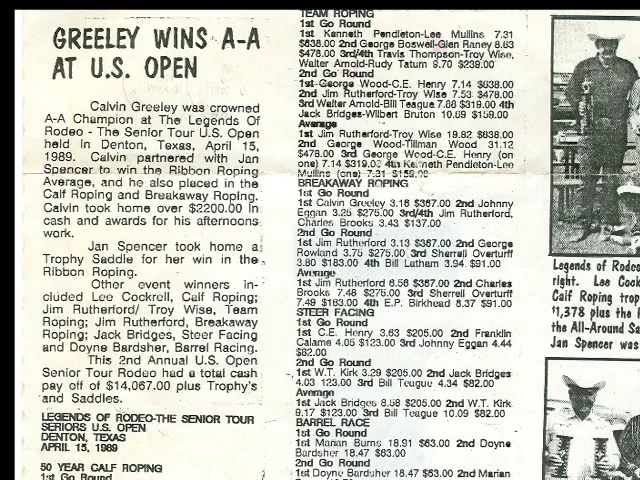 GREELEY WINS A-A
AT U.S. OPEN
Calvin Greeley was crowned
A-A Champion at The Legends Of
Rodeo - The Senior Tour U.S. Open
held in Denton, Texas, April 15,
1989. Calvin partnered with Jan
Spencer to win the Ribbon Roping
Average, and he also placed in the
Calf Roping and Breakaway Roping.
Calvin took home over $2200.00 in
cash and awards for his afternoons
work.
Jan Spencer took home a
Trophy Saddle for her win in the
Ribbon Roping.
Other event winners in-
cluded Lee Cockrell, Calf Roping;
Jim Rutherford/ Troy Wise, Team
Roping; Jim Rutherford, Breakaway
Roping; Jack Bridges, Steer Facing
and Doyne Bardsher, Barrel Racing.
This 2nd Annual U.S. Open
Senior Tour Rodeo had a total cash
pay off of $14,067.00 plus Trophy's
and Saddles.
LEGENDS OF RODEO-THE SENIOR TOUR
SERIORS U.S. OPEN
DENTON, TEXAS
APRIL 15, 1989
50 YEAR CALF ROPING
1st Go Round
TEAM ROPING
1st Go Round
1st Kenneth Pendleton-Lee Mullins 7.31
$638.00 2nd George Boswell-Glen Raney 8.63
$478.00 3rd/4th Travis Thompson-Troy Wise,
Walter Arnold-Rudy Tatum 9.70 $239.00
2nd Go Round
1st George Wood-C.E. Henry 7.14 $638.00
2nd Jim Rutherford-Troy Wise 7.53 $478.00
3rd Walter Arnold-Bill Teague 7.88 $319.00 4th
Jack Bridges-Wilbert Bruton 10.69 $159.00
Average
1st Jim Rutherford-Troy Wise 19.82 $638.00
2nd George Wood-Tillman Wood 31.12
$478.00 3rd George Wood-C.E. Henry (on
one) 7.14 $319.00 4th Kenneth Pendleton-Lee
Mullins (one) 7.31 $159.00
BREAKAWAY ROPING
1st Go Round
1st Calvin Greeley 3.16 $367.00 2nd Johnny
Eggan 3.25 $275.00 3rd/4th Jim Rutherford,
Charles Brooks 3.43 $137.00
2nd Go Round
1st Jim Rutherford 3.13 $367.00 2nd George
Rowland 3.75 $275.00 3rd Sherrell Overturff
3.80 $183.00 4th Bill Latham 3.94 $91.00
Average
1st Jim Rutherford 6.56 $367.00 2nd Charles
Brooks 7.48 $275.00 3rd Sherrell Overturff
7.49 $183.00 4th E.P. Birkhead 8.37 $91.00
STEER FACING
1st Go Round
1st C.E. Henry 3.63 $205.00 2nd Franklin
Calame 4.05 $123.00 3rd Johnny Eggan 4.44
$82.00
2nd Go Round
1st W.T. Kirk 3.29 $205.00 2nd Jack Bridges
4.03 123.00 3rd Bill Teague 4.34 $82.00
Average
1st Jack Bridges 8.58 $205.00 2nd W.T. Kirk
9.17 $123.00 3rd Bill Teague 10.09 $82.00
BARREL RACE
1st Go Round
1st Marian Burns 18.91 $63.00 2nd Doyne
Bardsher 18.47 $63.00
2nd Go Round
1st Doyne Bardsher 18.47 $63.00 2nd Marian
Legends of Rodeo
right. Lee Cock
Calf Roping trop
$1,378 plus the
the All-Around Sa
Jan Spencer was